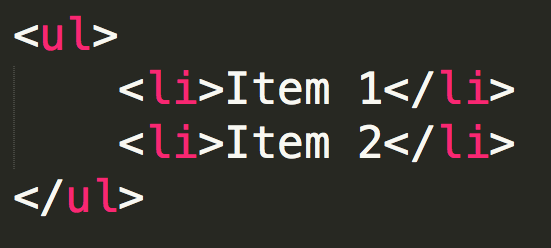 <ul>
    <li>Item 1</li>
    <li>Item 2</li>
</ul>